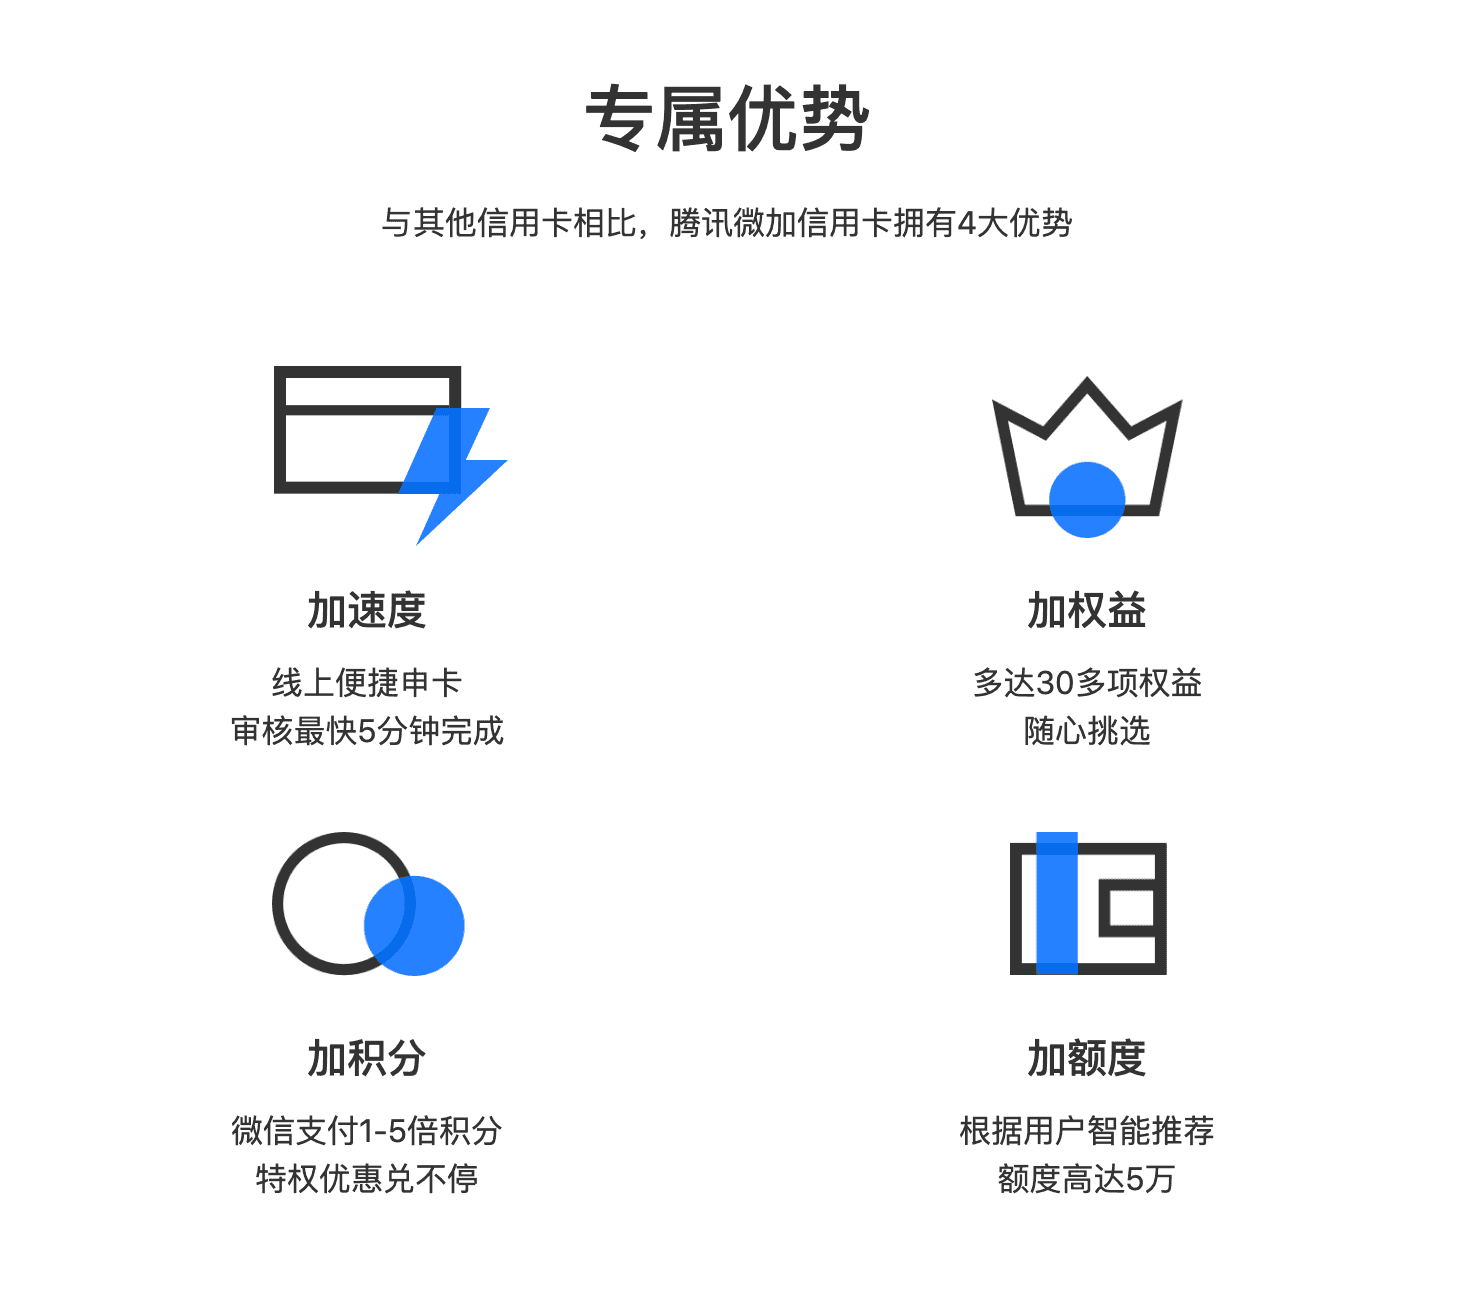 专属优势
与其他信用卡相比，腾讯微加信用卡拥有4大优势
加速度
线上便捷申卡
审核最快5分钟完成
加权益
多达30多项权益
随心挑选
加积分
微信支付1-5倍积分
特权优惠兑不停
加额度
根据用户智能推荐
额度高达5万